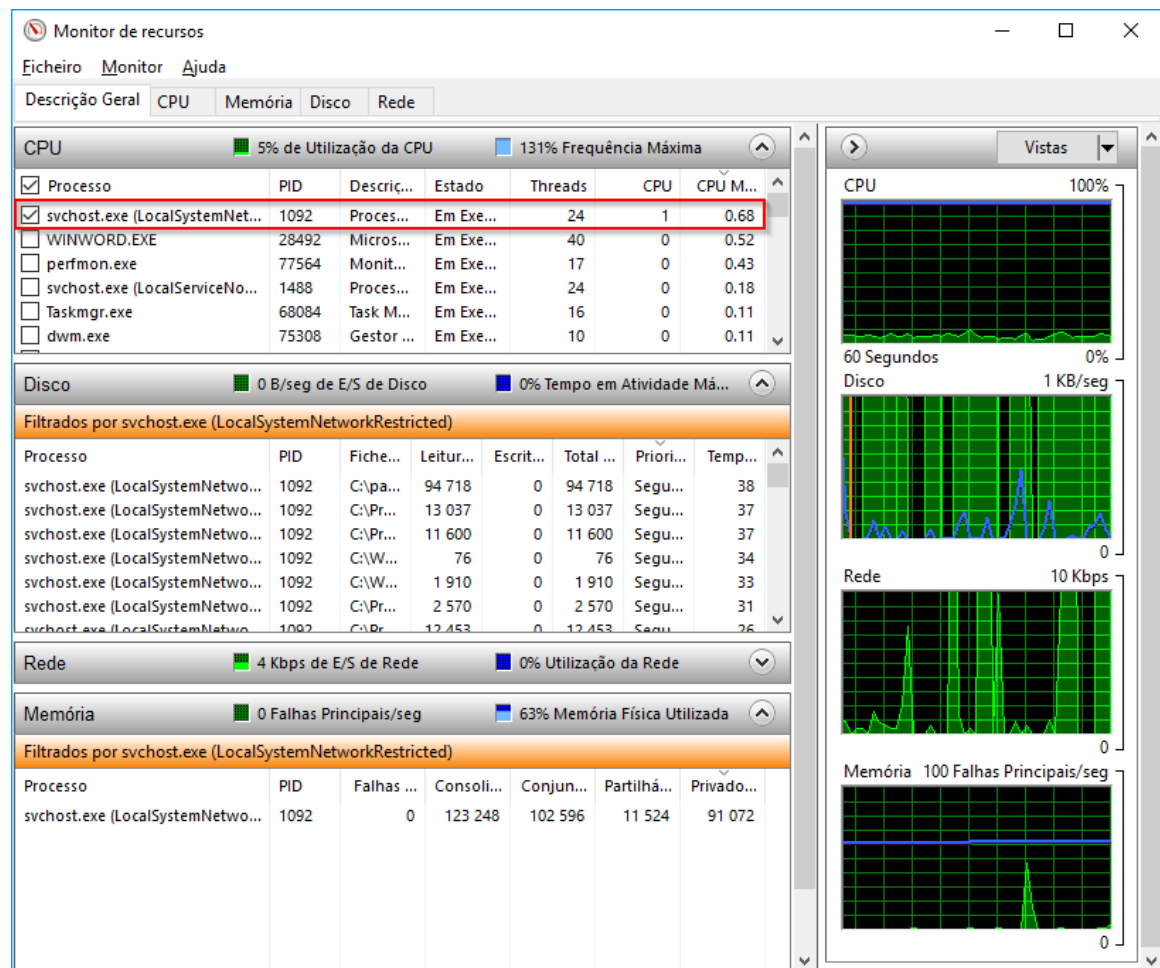 Monitor de recursos
Ficheiro Monitor Ajuda
Descrição Geral CPU Memória Disco Rede
CPU 5% de Utilização da CPU 131% Frequência Máxima
Processo PID Descriç... Estado Threads CPU CPU M...
svchost.exe (LocalSystemNet... 1092 Proces... Em Exe... 24 1 0.68
WINWORD.EXE 28492 Micros... Em Exe... 40 0 0.52
perfmon.exe 77564 Monit... Em Exe... 17 0 0.43
svchost.exe (LocalServiceNo... 1488 Proces... Em Exe... 24 0 0.18
Taskmgr.exe 68084 Task M... Em Exe... 16 0 0.11
dwm.exe 75308 Gestor ... Em Exe... 10 0 0.11
Disco 0 B/seg de E/S de Disco 0% Tempo em Atividade Má...
Filtrados por svchost.exe (LocalSystemNetworkRestricted)
Processo PID Fiche... Leitur... Escrit... Total ... Priori... Temp...
svchost.exe (LocalSystemNetwo... 1092 C:\pa... 94 718 0 94 718 Segu... 38
svchost.exe (LocalSystemNetwo... 1092 C:\Pr... 13 037 0 13 037 Segu... 37
svchost.exe (LocalSystemNetwo... 1092 C:\Pr... 11 600 0 11 600 Segu... 37
svchost.exe (LocalSystemNetwo... 1092 C:\W... 76 0 76 Segu... 34
svchost.exe (LocalSystemNetwo... 1092 C:\W... 1 910 0 1 910 Segu... 33
svchost.exe (LocalSystemNetwo... 1092 C:\Pr... 2 570 0 2 570 Segu... 31
svchost.exe (LocalSystemNetwo... 1092 C:\Pr... 12 453 0 12 453 Segu... 26
Rede 4 Kbps de E/S de Rede 0% Utilização da Rede
Memória 0 Falhas Principais/seg 63% Memória Física Utilizada
Filtrados por svchost.exe (LocalSystemNetworkRestricted)
Processo PID Falhas ... Consoli... Conjun... Partilhá... Privado...
svchost.exe (LocalSystemNetwo... 1092 0 123 248 102 596 11 524 91 072
Vistas
CPU 100%
60 Segundos 0%
Disco 1 KB/seg
0
Rede 10 Kbps
0
Memória 100 Falhas Principais/seg
0